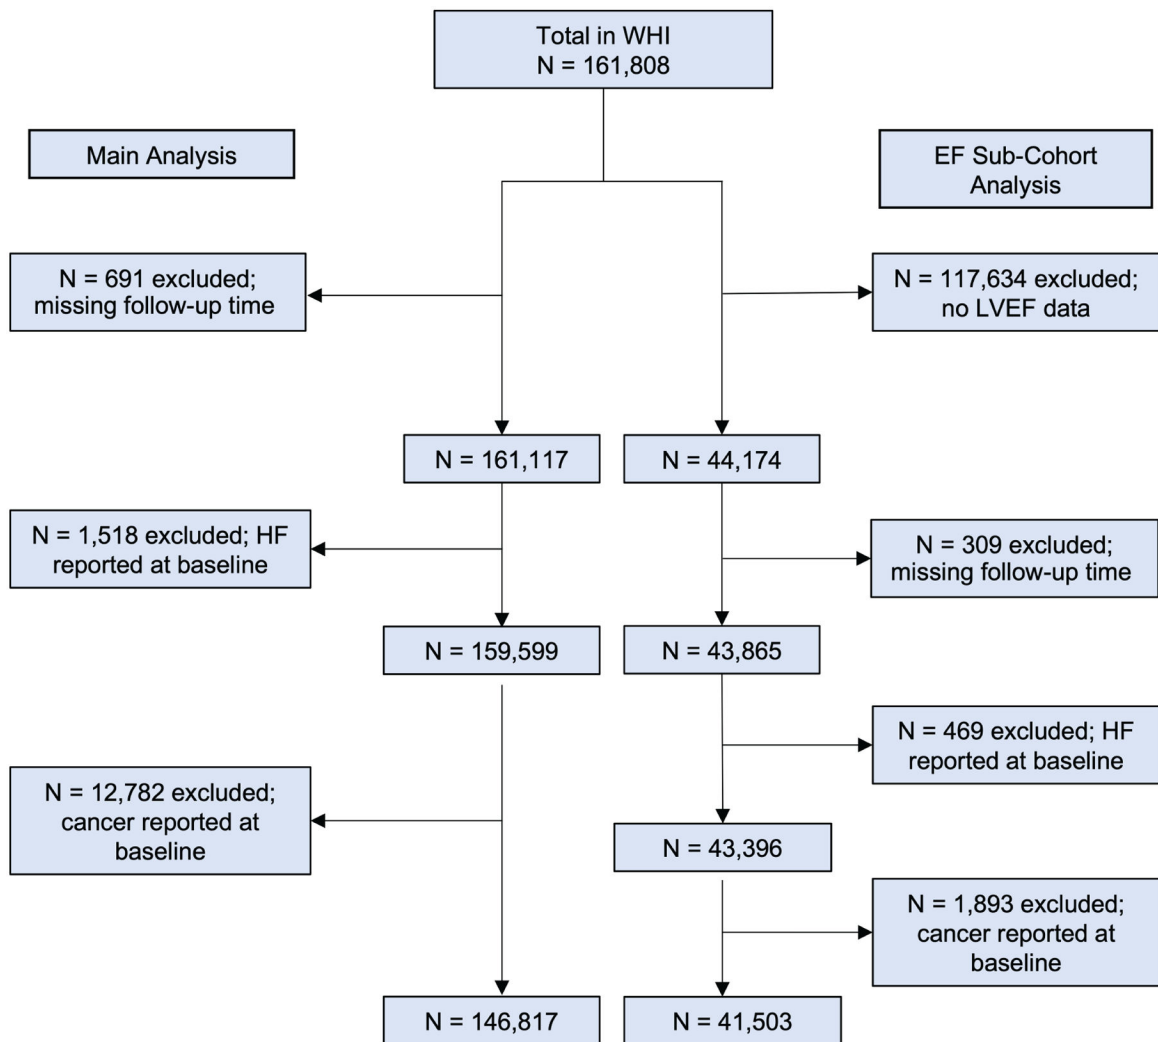 Total in WHI
N = 161,808
Main Analysis
EF Sub-Cohort
Analysis
N = 691 excluded;
missing follow-up time
N = 117,634 excluded;
no LVEF data
N = 161,117
N = 44,174
N = 1,518 excluded; HF
reported at baseline
N = 309 excluded;
missing follow-up time
N = 159,599
N = 43,865
N = 469 excluded; HF
reported at baseline
N = 12,782 excluded;
cancer reported at
baseline
N = 43,396
N = 1,893 excluded;
cancer reported at
baseline
N = 146,817
N = 41,503